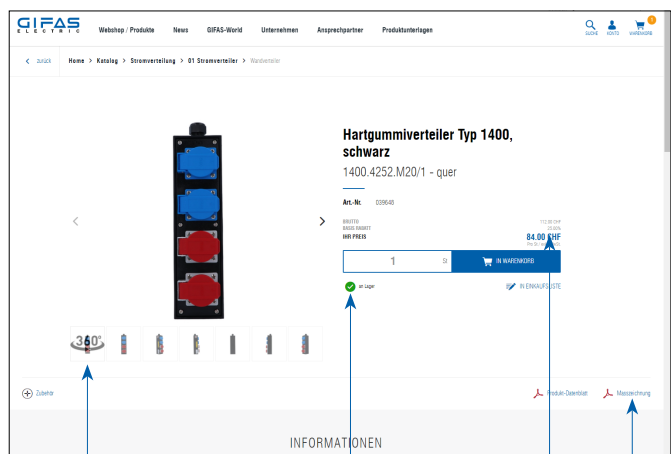 GIFAS
ELECTRIC
Webshop / Produkte
News
GIFAS-World
Unternehmen
Ansprechpartner
Produktunterlagen
SUCHE
KONTO
1
WARENKORB
zurück
Home > Katalog > Stromverteilung > 01 Stromverteiler > Wandverteiler
Hartgummiverteiler Typ 1400,
schwarz
1400.4252.M20/1 - quer
Art.-Nr. 039648
BRUTTO
BASIS RABATT
IHR PREIS 84.00 CHF
1 St
IN WARENKORB
an Lager
IN EINKAUFSLISTE
360°
Zubehör
Produkt-Datenblatt
Masszeichnung
INFORMATIONEN